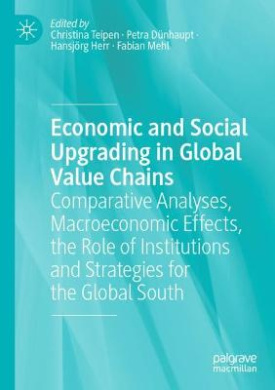 Edited by
Christina Teipen · Petra Dünhaupt ·
Hansjörg Herr · Fabian Mehl
Economic and Social
Upgrading in Global
Value Chains
Comparative Analyses,
Macroeconomic Effects,
the Role of Institutions
and Strategies for
the Global South
palgrave
macmillan